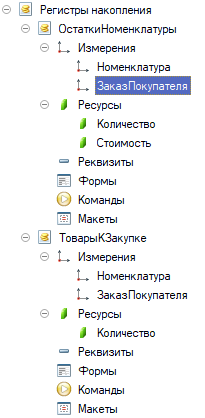 Регистры накопления
ОстаткиНоменклатуры
Измерения
Номенклатура
ЗаказПокупателя
Ресурсы
Количество
Стоимость
Реквизиты
Формы
Команды
Макеты
ТоварыКЗакупке
Измерения
Номенклатура
ЗаказПокупателя
Ресурсы
Количество
Реквизиты
Формы
Команды
Макеты